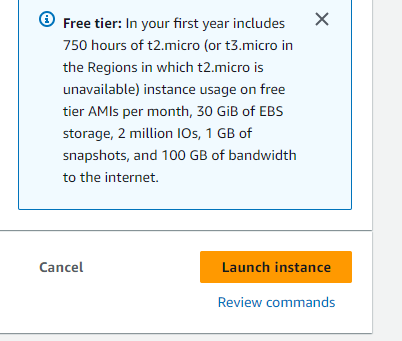 Free tier: In your first year includes
750 hours of t2.micro (or t3.micro in
the Regions in which t2.micro is
unavailable) instance usage on free
tier AMIs per month, 30 GiB of EBS
storage, 2 million IOs, 1 GB of
snapshots, and 100 GB of bandwidth
to the internet.
Cancel
Launch instance
Review commands